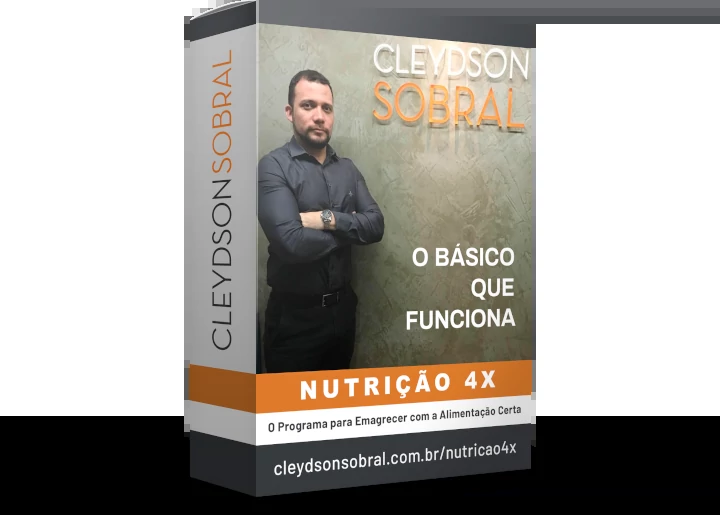 CLEYDSON SOBRAL
CLEYDSON
SOBRAL
O BÁSICO
QUE
FUNCIONA
NUTRIÇÃO 4X
O Programa para Emagrecer com a Alimentação Certa
cleydsonsobral.com.br/nutricao4x